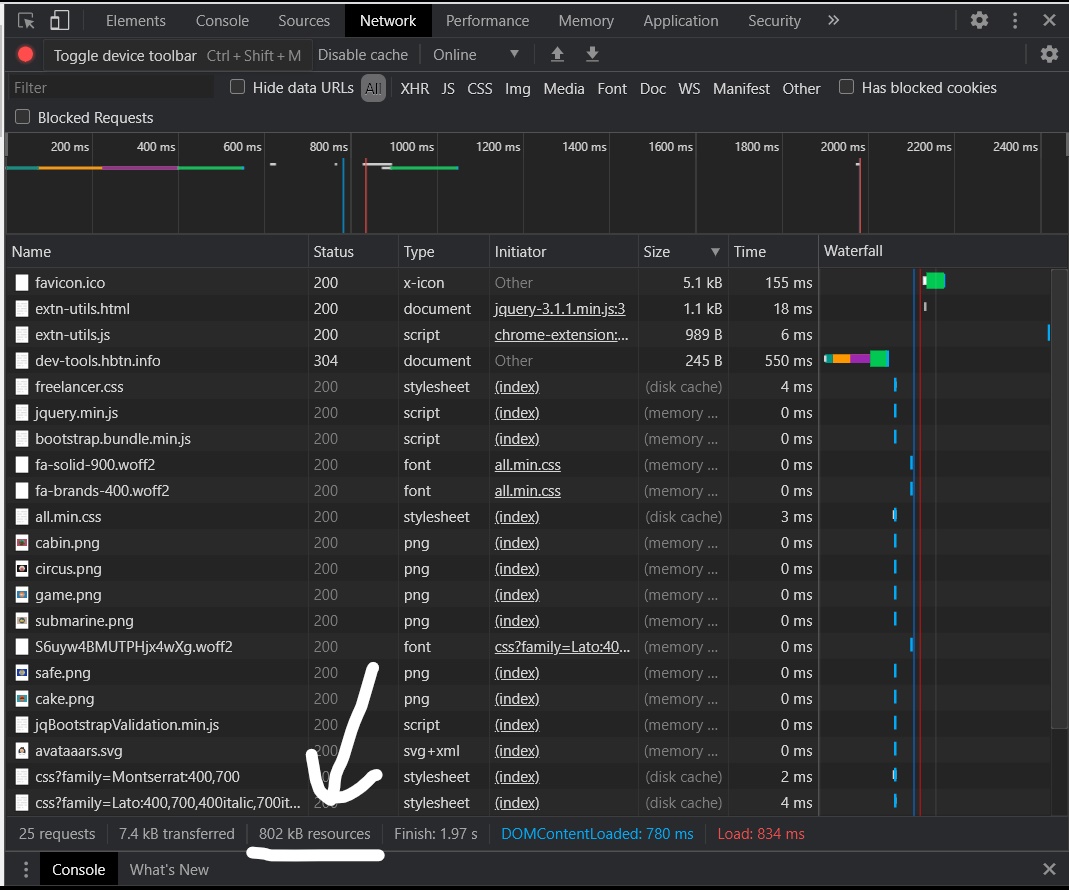 Elements Console Sources Network Performance Memory Application Security »
Toggle device toolbar Ctrl + Shift + M Disable cache Online
Filter Hide data URLs All XHR JS CSS Img Media Font Doc WS Manifest Other Has blocked cookies
Blocked Requests
200 ms 400 ms 600 ms 800 ms 1000 ms 1200 ms 1400 ms 1600 ms 1800 ms 2000 ms 2200 ms 2400 ms
Name Status Type Initiator Size Time Waterfall
favicon.ico 200 x-icon Other 5.1 kB 155 ms
extn-utils.html 200 document jquery-3.1.1.min.js:3 1.1 kB 18 ms
extn-utils.js 200 script chrome-extension:... 989 B 6 ms
dev-tools.hbtn.info 304 document Other 245 B 550 ms
freelancer.css 200 stylesheet (index) (disk cache) 4 ms
jquery.min.js 200 script (index) (memory ... 0 ms
bootstrap.bundle.min.js 200 script (index) (memory ... 0 ms
fa-solid-900.woff2 200 font all.min.css (memory ... 0 ms
fa-brands-400.woff2 200 font all.min.css (memory ... 0 ms
all.min.css 200 stylesheet (index) (disk cache) 3 ms
cabin.png 200 png (index) (memory ... 0 ms
circus.png 200 png (index) (memory ... 0 ms
game.png 200 png (index) (memory ... 0 ms
submarine.png 200 png (index) (memory ... 0 ms
S6uyw4BMUTPHjx4wXg.woff2 200 font css?family=Lato:40... (memory ... 0 ms
safe.png 200 png (index) (memory ... 0 ms
cake.png 200 png (index) (memory ... 0 ms
jqBootstrapValidation.min.js 200 script (index) (memory ... 0 ms
avataaars.svg 200 svg+xml (index) (memory ... 0 ms
css?family=Montserrat:400,700 stylesheet (index) (disk cache) 2 ms
css?family=Lato:400,700,400italic,700it... stylesheet (index) (disk cache) 4 ms
25 requests 7.4 kB transferred 802 kB resources Finish: 1.97 s DOMContentLoaded: 780 ms Load: 834 ms
Console What's New